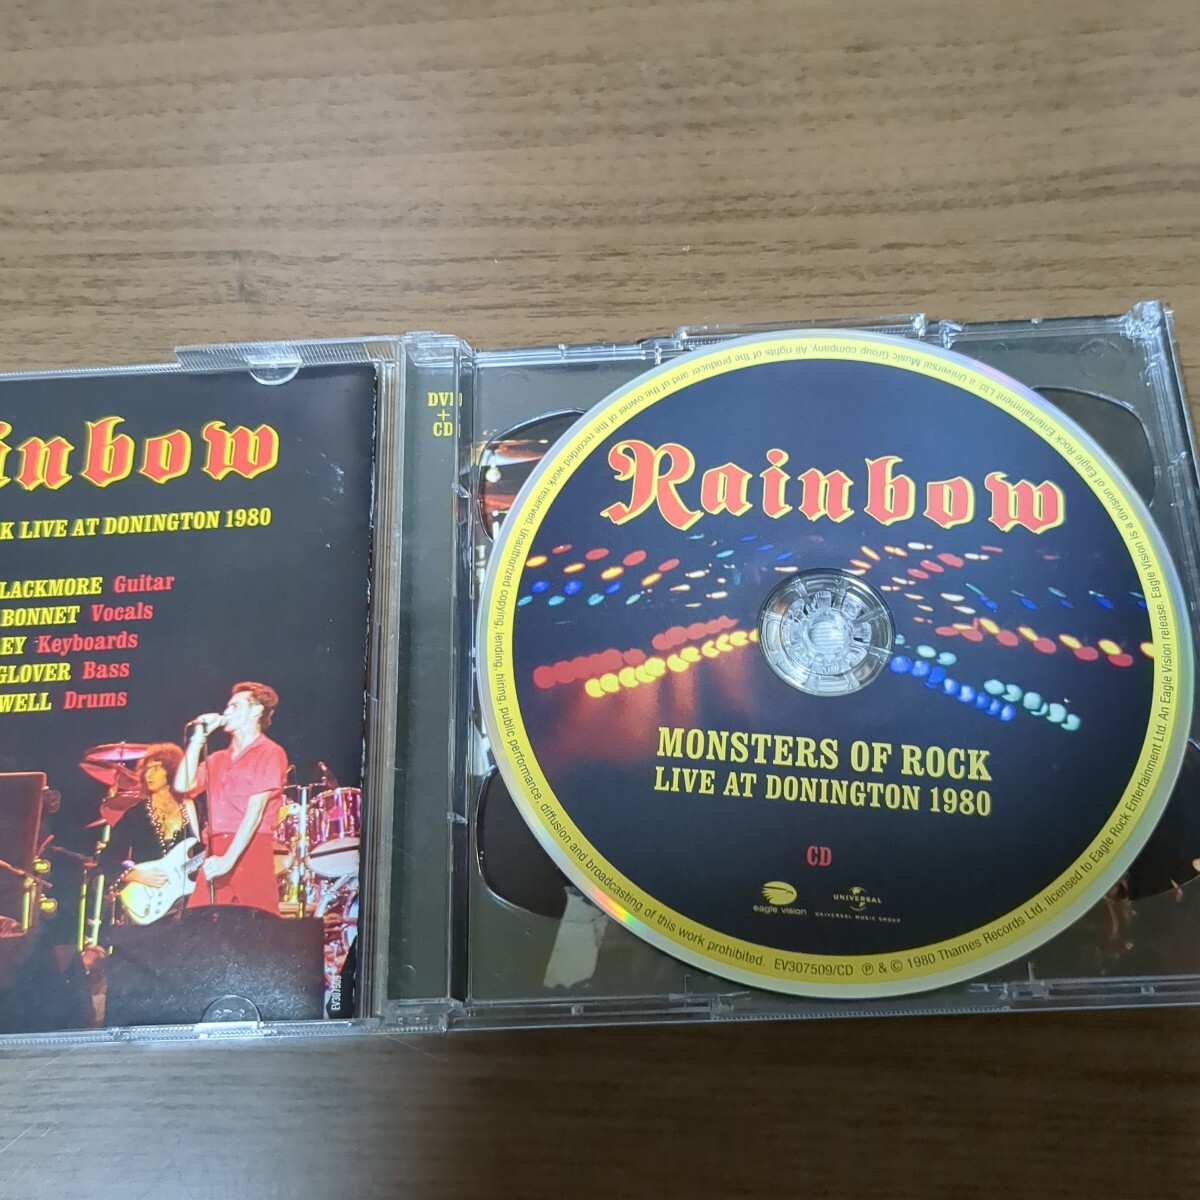 inbow
K LIVE AT DONINGTON 1980
LACKMORE Guitar
BONNET Vocals
EY Keyboards
GLOVER Bass
WELL Drums
EV307509
DVD
+
CD
Rainbow
MONSTERS OF ROCK
LIVE AT DONINGTON 1980
CD
eagle vision
UNIVERSAL
UNIVERSAL MUSIC GROUP
EV307509/CD ℗ & © 1980 Thames Records Ltd, licensed to Eagle Rock Entertainment Ltd. An Eagle Vision release. Eagle Vision is a division of Eagle Rock Entertainment Ltd, a Universal Music Group company. All rights of the producer and of the owner of the recorded work reserved. Unauthorized copying, lending, hiring, public performance, diffusion and broadcasting of this work prohibited.